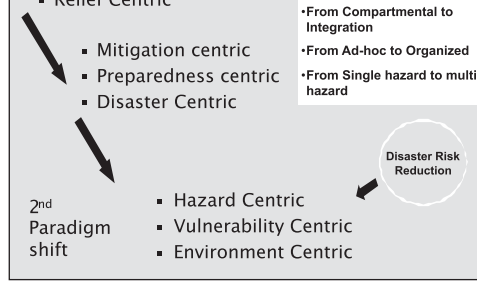 Relief Centric
• From Compartmental to
Integration
• From Ad-hoc to Organized
• From Single hazard to multi
hazard
▪ Mitigation centric
▪ Preparedness centric
▪ Disaster Centric
Disaster Risk
Reduction
2nd
Paradigm
shift
▪ Hazard Centric
▪ Vulnerability Centric
▪ Environment Centric